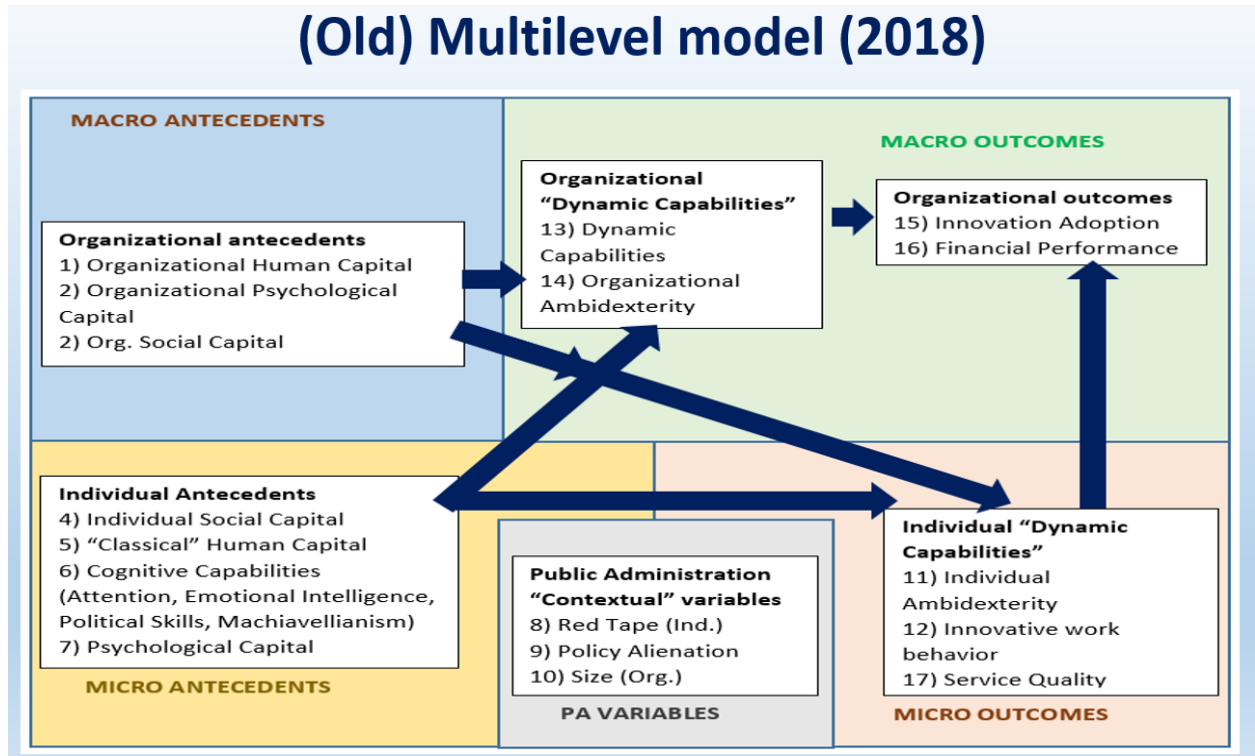 (Old) Multilevel model (2018)
MACRO ANTECEDENTS
Organizational antecedents
1) Organizational Human Capital
2) Organizational Psychological
Capital
2) Org. Social Capital
MACRO OUTCOMES
Organizational
“Dynamic Capabilities”
13) Dynamic
Capabilities
14) Organizational
Ambidexterity
Organizational outcomes
15) Innovation Adoption
16) Financial Performance
Individual Antecedents
4) Individual Social Capital
5) “Classical” Human Capital
6) Cognitive Capabilities
(Attention, Emotional Intelligence,
Political Skills, Machiavellianism)
7) Psychological Capital
MICRO ANTECEDENTS
Public Administration
“Contextual” variables
8) Red Tape (Ind.)
9) Policy Alienation
10) Size (Org.)
PA VARIABLES
Individual “Dynamic
Capabilities”
11) Individual
Ambidexterity
12) Innovative work
behavior
17) Service Quality
MICRO OUTCOMES